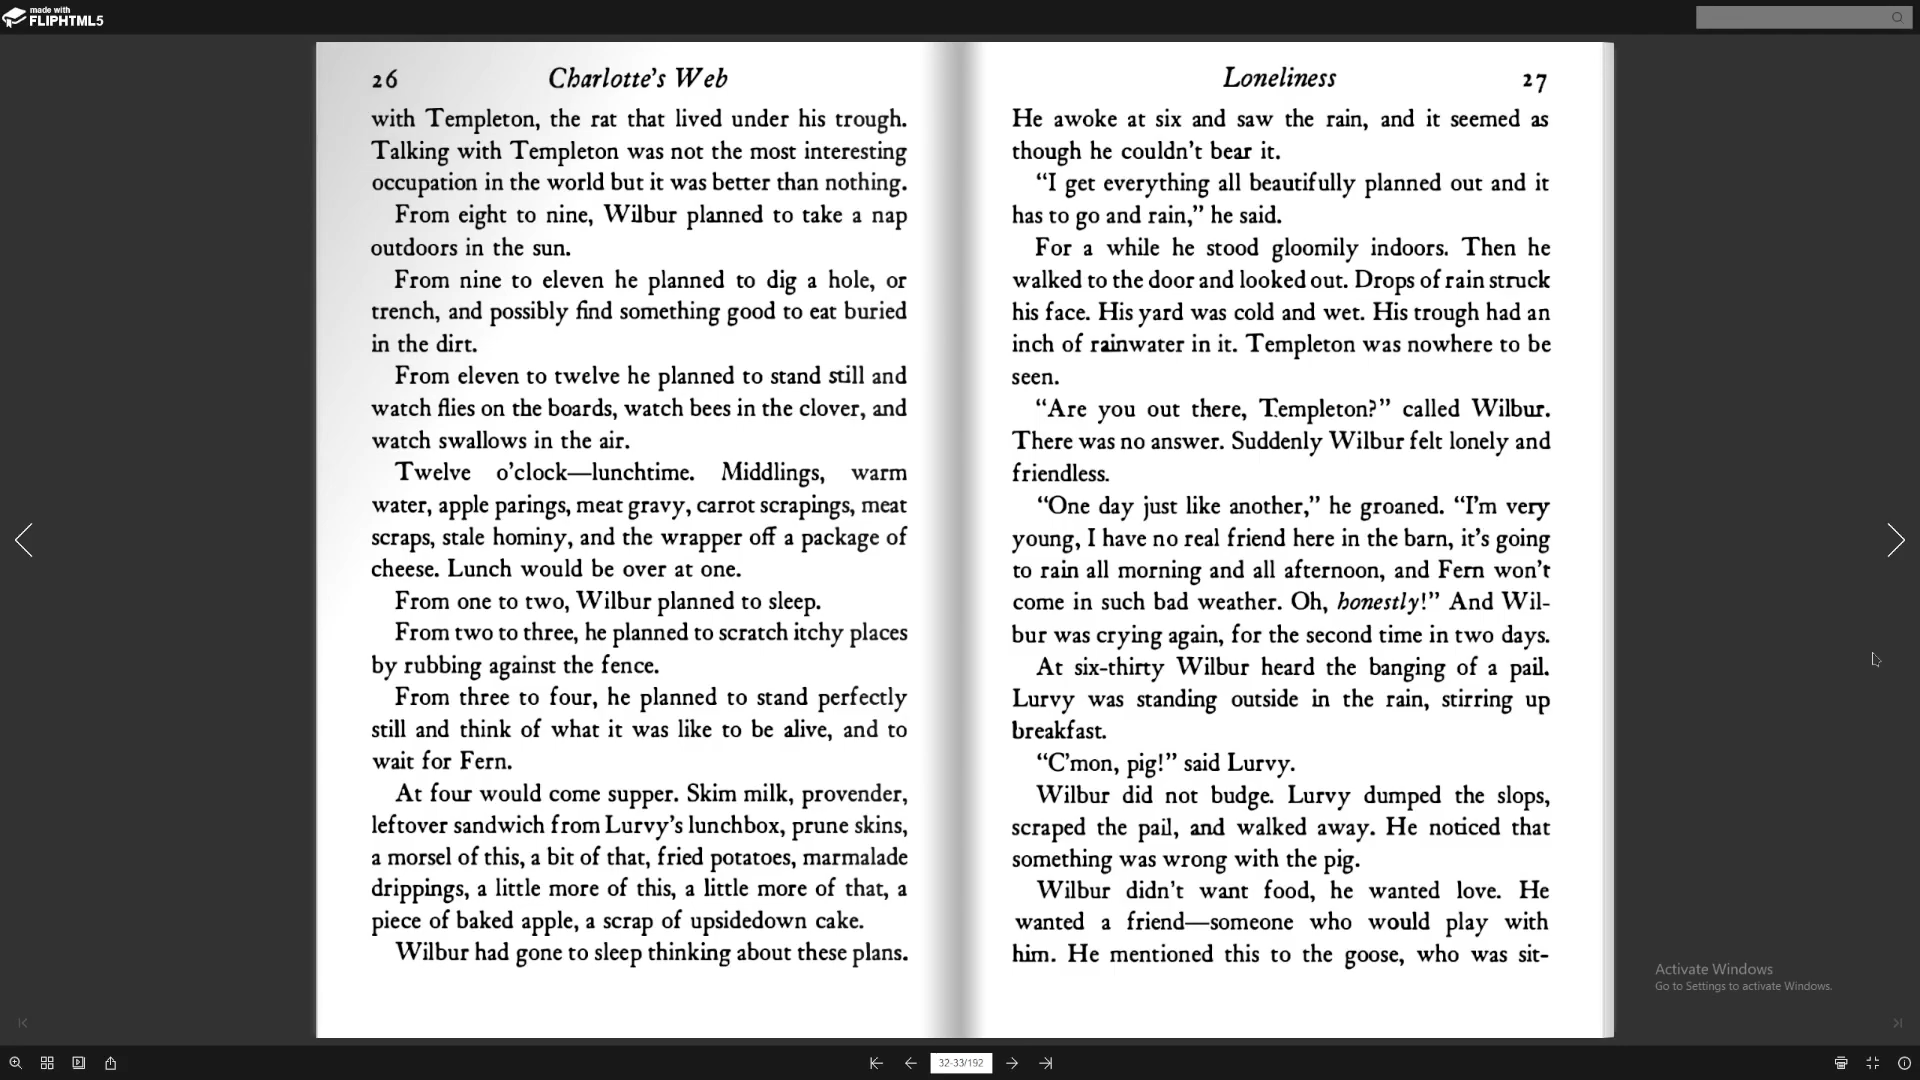 made with
FLIPHTML5
26 Charlotte's Web
with Templeton, the rat that lived under his trough.
Talking with Templeton was not the most interesting
occupation in the world but it was better than nothing.
From eight to nine, Wilbur planned to take a nap
outdoors in the sun.
From nine to eleven he planned to dig a hole, or
trench, and possibly find something good to eat buried
in the dirt.
From eleven to twelve he planned to stand still and
watch flies on the boards, watch bees in the clover, and
watch swallows in the air.
Twelve o'clock—lunchtime. Middlings, warm
water, apple parings, meat gravy, carrot scrapings, meat
scraps, stale hominy, and the wrapper off a package of
cheese. Lunch would be over at one.
From one to two, Wilbur planned to sleep.
From two to three, he planned to scratch itchy places
by rubbing against the fence.
From three to four, he planned to stand perfectly
still and think of what it was like to be alive, and to
wait for Fern.
At four would come supper. Skim milk, provender,
leftover sandwich from Lurvy's lunchbox, prune skins,
a morsel of this, a bit of that, fried potatoes, marmalade
drippings, a little more of this, a little more of that, a
piece of baked apple, a scrap of upsidedown cake.
Wilbur had gone to sleep thinking about these plans.
Loneliness 27
He awoke at six and saw the rain, and it seemed as
though he couldn't bear it.
"I get everything all beautifully planned out and it
has to go and rain," he said.
For a while he stood gloomily indoors. Then he
walked to the door and looked out. Drops of rain struck
his face. His yard was cold and wet. His trough had an
inch of rainwater in it. Templeton was nowhere to be
seen.
"Are you out there, Templeton?" called Wilbur.
There was no answer. Suddenly Wilbur felt lonely and
friendless.
"One day just like another," he groaned. "I'm very
young, I have no real friend here in the barn, it's going
to rain all morning and all afternoon, and Fern won't
come in such bad weather. Oh, honestly!" And Wil-
bur was crying again, for the second time in two days.
At six-thirty Wilbur heard the banging of a pail.
Lurvy was standing outside in the rain, stirring up
breakfast.
"C'mon, pig!" said Lurvy.
Wilbur did not budge. Lurvy dumped the slops,
scraped the pail, and walked away. He noticed that
something was wrong with the pig.
Wilbur didn't want food, he wanted love. He
wanted a friend—someone who would play with
him. He mentioned this to the goose, who was sit-
Activate Windows
Go to Settings to activate Windows.
32-33/192